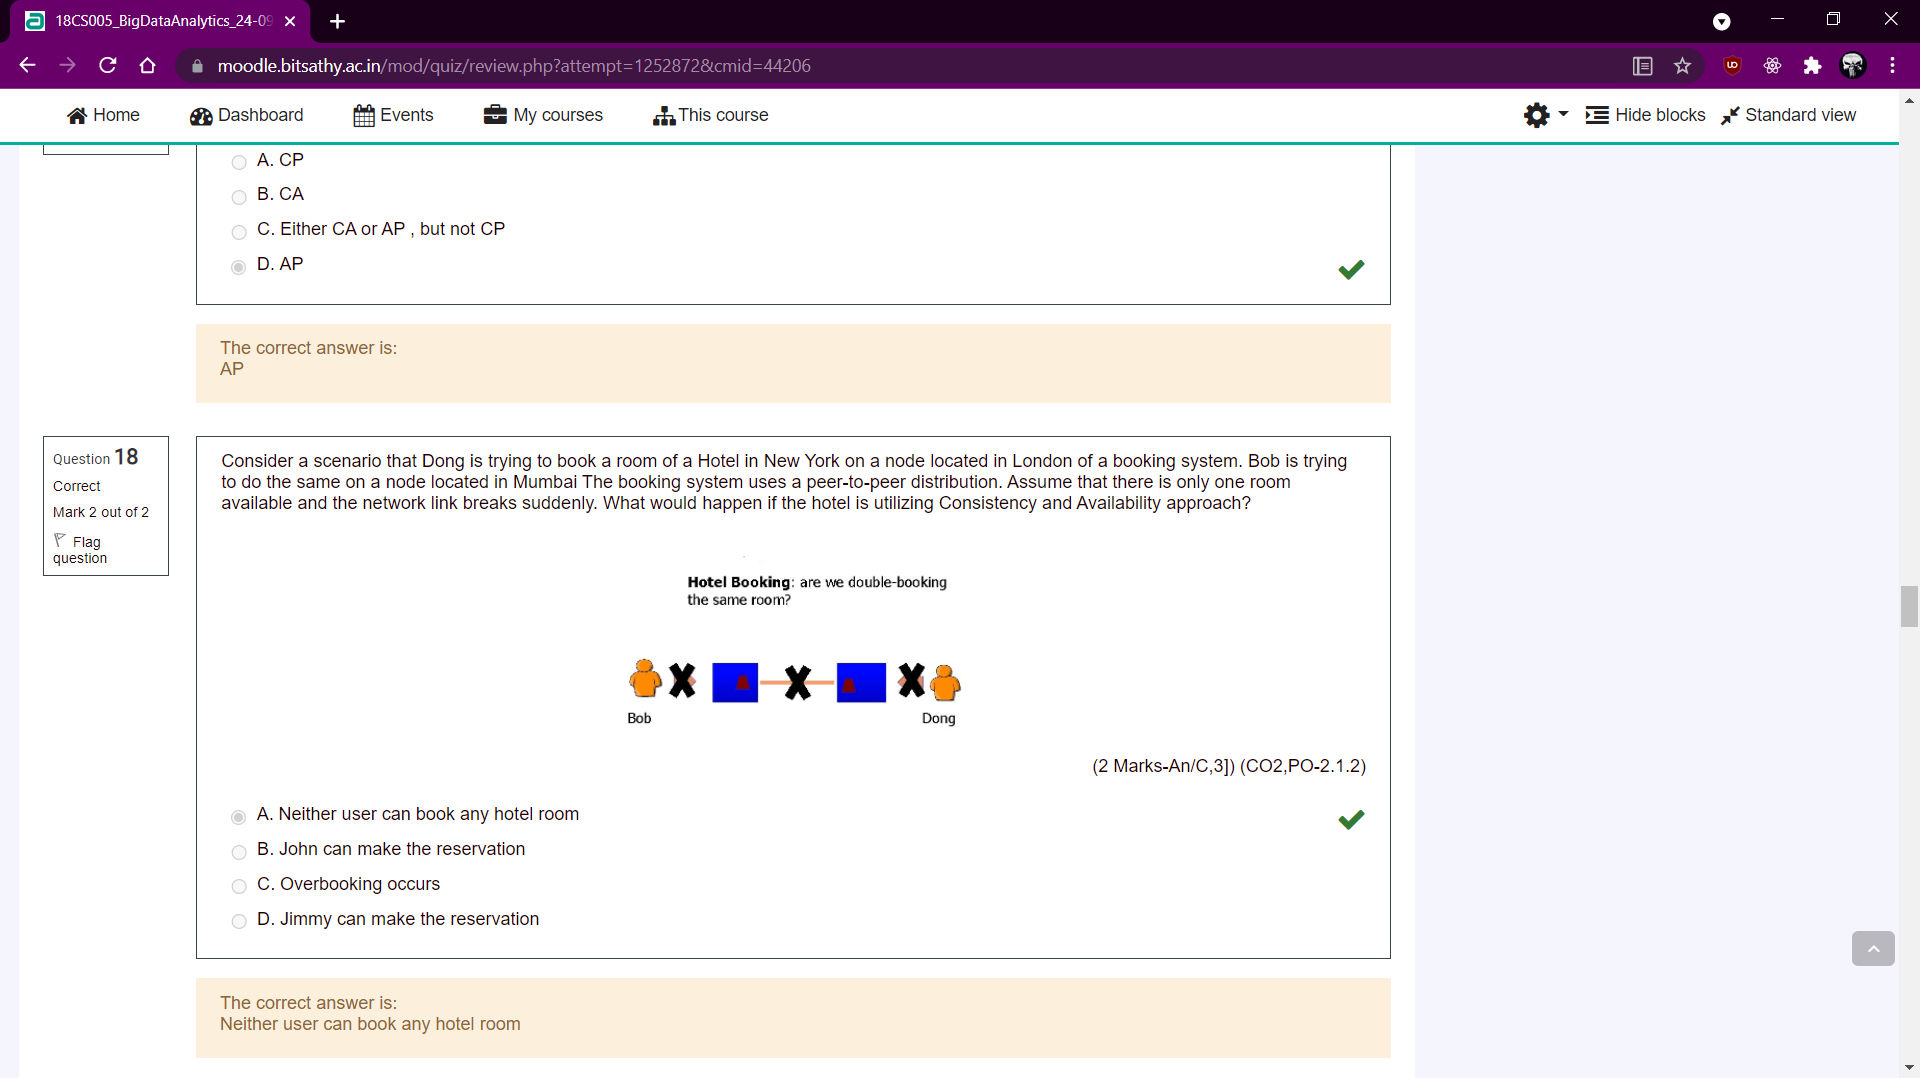 18CS005_BigDataAnalytics_24-09
moodle.bitsathy.ac.in/mod/quiz/review.php?attempt=1252872&cmid=44206
Home Dashboard Events My courses This course Hide blocks Standard view
A. CP
B. CA
C. Either CA or AP , but not CP
D. AP
The correct answer is:
AP
Question 18
Correct
Mark 2 out of 2
Flag
question
Consider a scenario that Dong is trying to book a room of a Hotel in New York on a node located in London of a booking system. Bob is trying
to do the same on a node located in Mumbai The booking system uses a peer-to-peer distribution. Assume that there is only one room
available and the network link breaks suddenly. What would happen if the hotel is utilizing Consistency and Availability approach?
Hotel Booking: are we double-booking
the same room?
Bob Dong
(2 Marks-An/C,3]) (CO2,PO-2.1.2)
A. Neither user can book any hotel room
B. John can make the reservation
C. Overbooking occurs
D. Jimmy can make the reservation
The correct answer is:
Neither user can book any hotel room